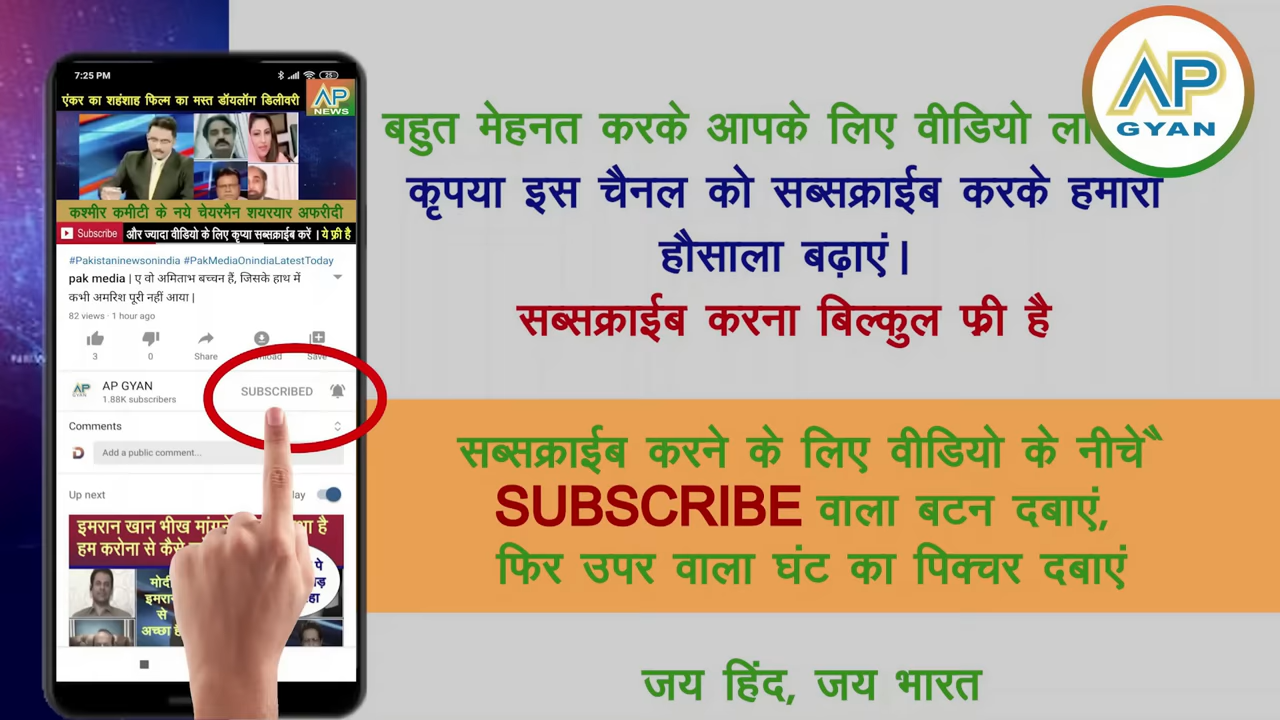 7:25 PM
25
एंकर का शहंशाह फिल्म का मस्त डॉयलॉग डिलीवरी
AP
NEWS
कश्मीर कमीटी के नये चेयरमैन शयरयार अफरीदी
Subscribe
और ज्यादा वीडियो के लिए कृप्या सब्सक्राईब करें । ये फ्री है
#Pakistaninewsonindia #PakMediaOnindiaLatestToday
pak media | ए वो अमिताभ बच्चन हैं, जिसके हाथ में
कभी अमरिश पूरी नहीं आया |
82 views · 1 hour ago
3
0
Share
Save
AP GYAN
1.88K subscribers
SUBSCRIBED
Comments
Add a public comment...
Up next
इमरान खान भीख मांगने
हम करोना से कैसे
मोदी
से
अच्छा
AP
GYAN
बहुत मेहनत करके आपके लिए वीडियो
कृपया इस चैनल को सब्सक्राईब करके हमारा
हौसाला बढ़ाएं।
सब्सक्राईब करना बिल्कुल फ्री है
सब्सक्राईब करने के लिए वीडियो के नीचे
SUBSCRIBE वाला बटन दबाएं,
फिर उपर वाला घंट का पिक्चर दबाएं
जय हिंद, जय भारत